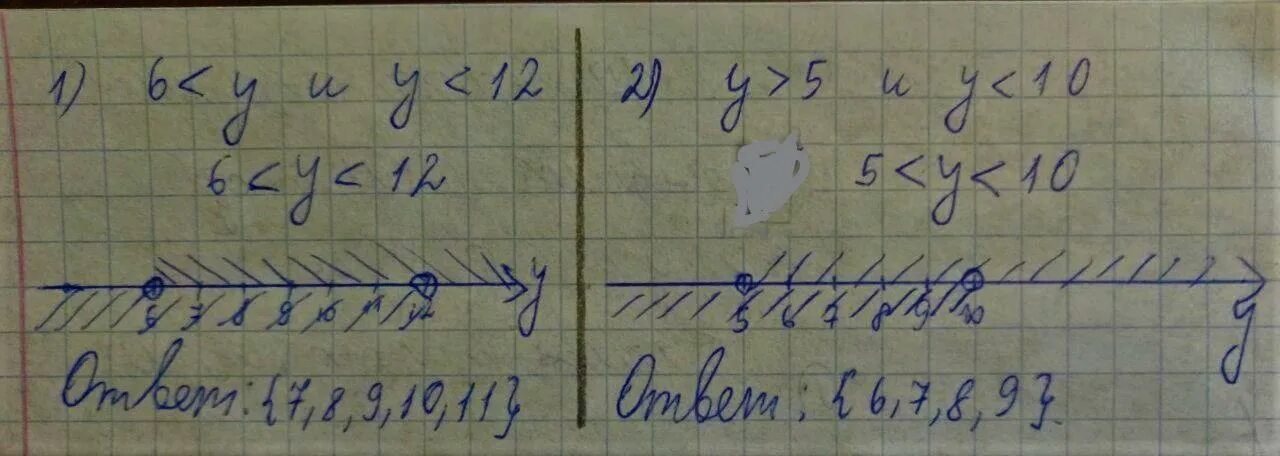 1) 6 < y и y < 12
6 < y < 12
6 7 8 9 10 11 12 y
Ответ: {7, 8, 9, 10, 11}
2) y > 5 и y < 10
5 < y < 10
5 6 7 8 9 10 y
Ответ: {6, 7, 8, 9}